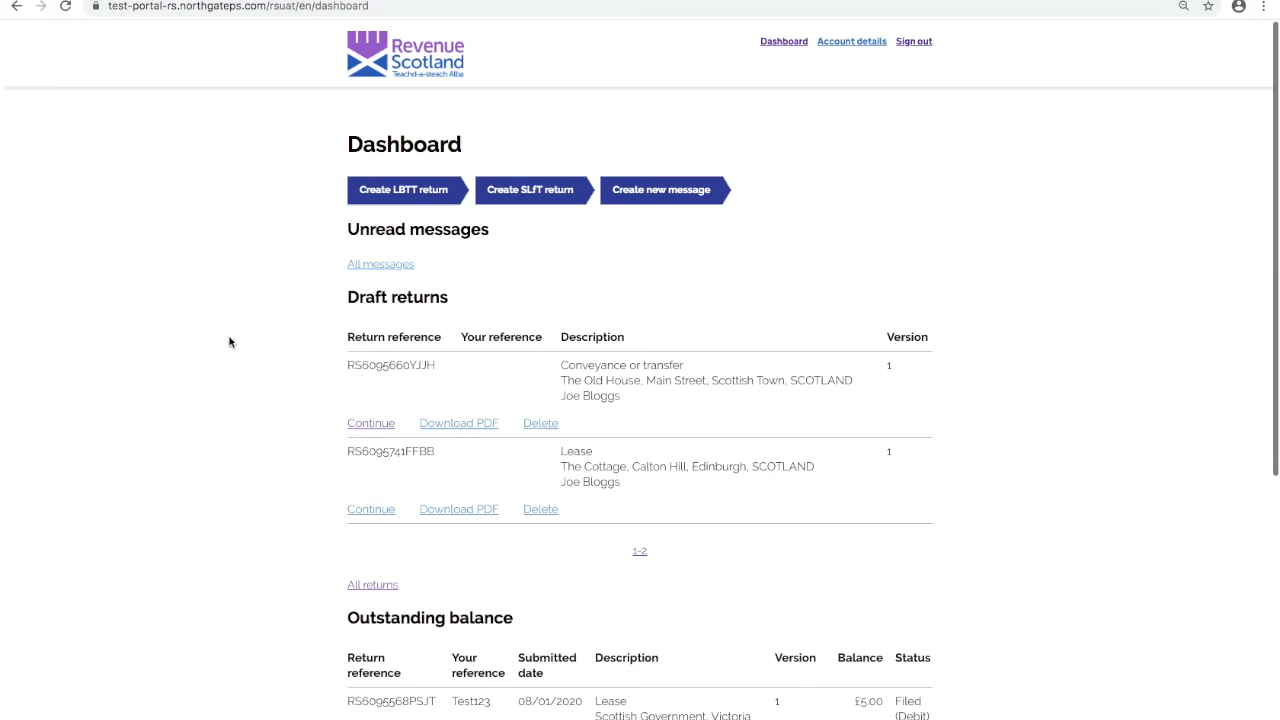 test-portal-rs.northgateps.com/rsuat/en/dashboard
Revenue
Scotland
Teachd-a-steach Alba
Dashboard Account details Sign out
Dashboard
Create LBTT return Create SLfT return Create new message
Unread messages
All messages
Draft returns
Return reference Your reference Description Version
RS6095660YJJH Conveyance or transfer 1
The Old House, Main Street, Scottish Town, SCOTLAND
Joe Bloggs
Continue Download PDF Delete
RS6095741FFBB Lease 1
The Cottage, Calton Hill, Edinburgh, SCOTLAND
Joe Bloggs
Continue Download PDF Delete
1-2
All returns
Outstanding balance
Return Your Submitted Description Version Balance Status
reference reference date
RS6095568PSJT Test123 08/01/2020 Lease 1 £5.00 Filed
Scottish Government, Victoria (Debit)